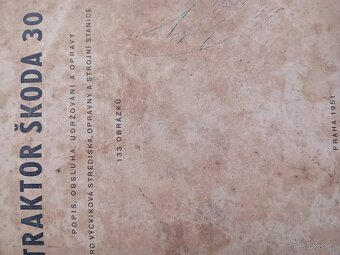 TRAKTOR ŠKODA 30
POPIS, OBSLUHA, UDRŽOVÁNÍ A OPRAVY
PRO VÝCVIKOVÁ STŘEDISKA, OPRAVNY A STROJNÍ STANICE
133 OBRÁZKŮ
PRAHA 1951